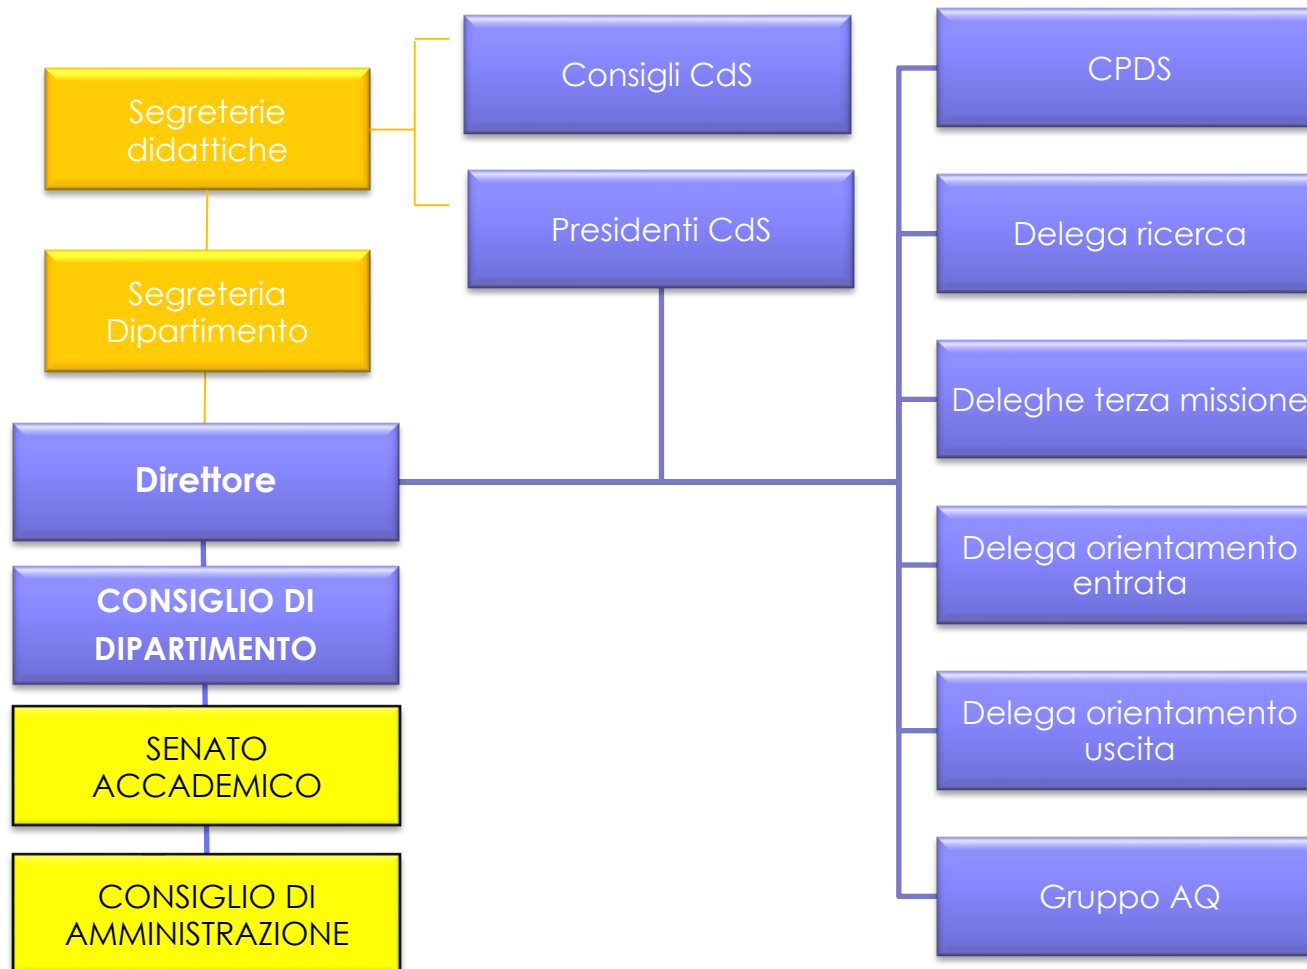 Segreterie
didattiche
Segreteria
Dipartimento
Direttore
CONSIGLIO DI
DIPARTIMENTO
SENATO
ACCADEMICO
CONSIGLIO DI
AMMINISTRAZIONE
Consigli CdS
Presidenti CdS
CPDS
Delega ricerca
Deleghe terza missione
Delega orientamento
entrata
Delega orientamento
uscita
Gruppo AQ